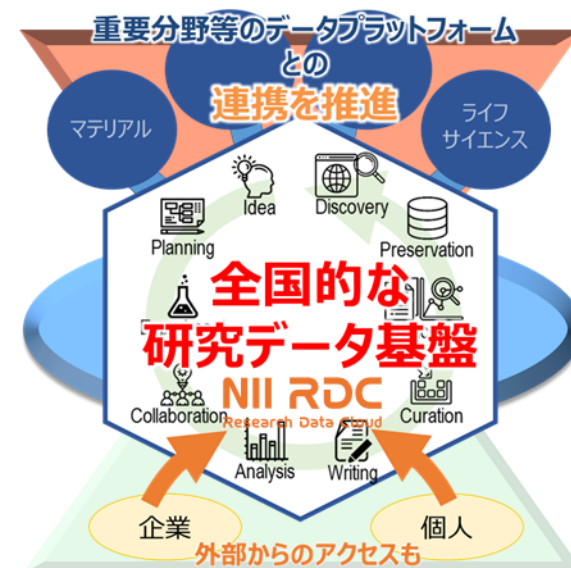 重要分野等のデータプラットフォーム
との
連携を推進
マテリアル
ライフ
サイエンス
Idea
Discovery
Planning
Preservation
全国的な
研究データ基盤
NII RDC
Research Data Cloud
Collaboration
Curation
Analysis
Writing
企業
個人
外部からのアクセスも